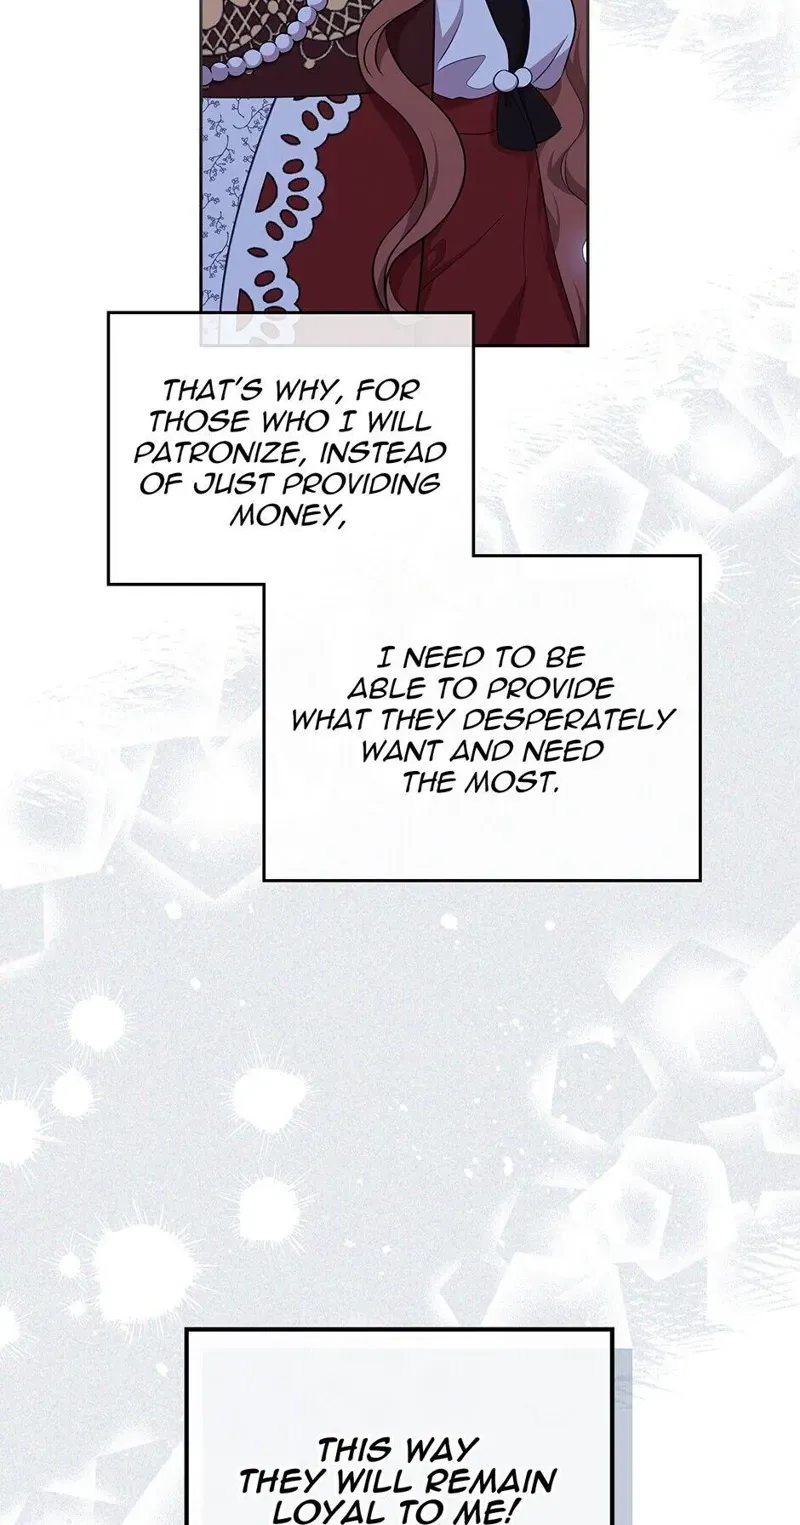 THAT'S WHY, FOR
THOSE WHO I WILL
PATRONIZE, INSTEAD
OF JUST PROVIDING
MONEY,
I NEED TO BE
ABLE TO PROVIDE
WHAT THEY DESPERATELY
WANT AND NEED
THE MOST.
THIS WAY
THEY WILL REMAIN
LOYAL TO ME!